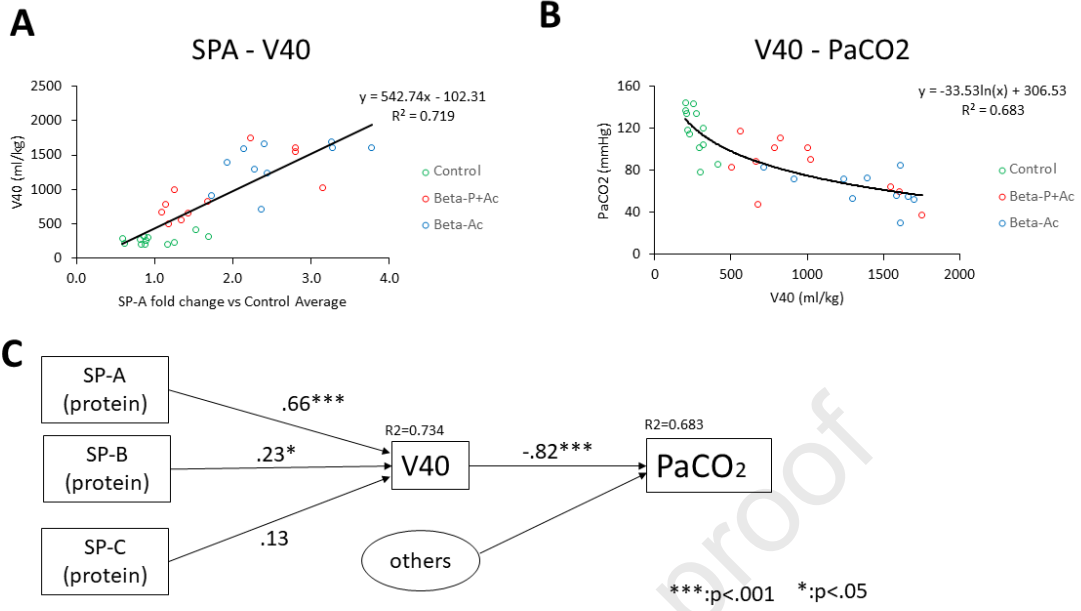 A
SPA - V40
2500
2000
1500
1000
500
0
V40 (ml/kg)
0.0
1.0
2.0
3.0
4.0
SP-A fold change vs Control Average
y = 542.74x - 102.31
R² = 0.719
Control
Beta-P+Ac
Beta-Ac
B
V40 - PaCO2
160
120
80
40
0
PaCO2 (mmHg)
0
500
1000
1500
2000
V40 (ml/kg)
y = -33.53ln(x) + 306.53
R² = 0.683
Control
Beta-P+Ac
Beta-Ac
C
SP-A
(protein)
SP-B
(protein)
SP-C
(protein)
.66***
.23*
.13
R2=0.734
V40
-.82***
R2=0.683
PaCO₂
others
***:p<.001 *:p<.05
proof